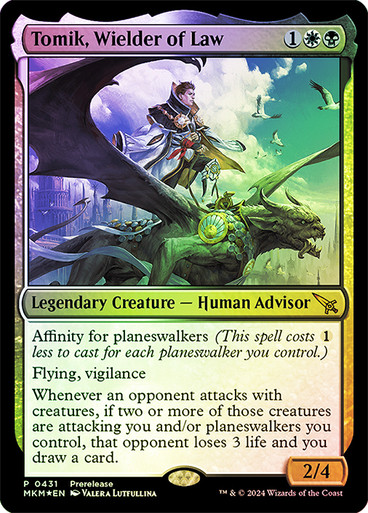 Tomik, Wielder of Law 1
Legendary Creature — Human Advisor
Affinity for planeswalkers (This spell costs 1
less to cast for each planeswalker you control.)
Flying, vigilance
Whenever an opponent attacks with
creatures, if two or more of those creatures
are attacking you and/or planeswalkers you
control, that opponent loses 3 life and you
draw a card.
2/4
P 0431 Prerelease
MKM★EN Valera Lutfullina ™ & © 2024 Wizards of the Coast